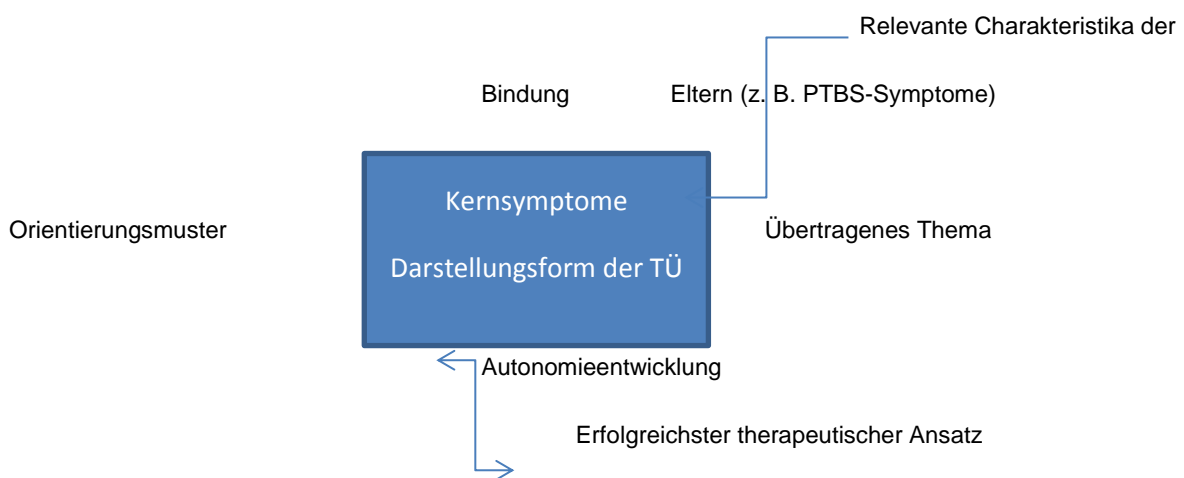 Relevante Charakteristika der
Bindung Eltern (z. B. PTBS-Symptome)
Kernsymptome
Orientierungsmuster Übertragenes Thema
Darstellungsform der TÜ
Autonomieentwicklung
Erfolgreichster therapeutischer Ansatz